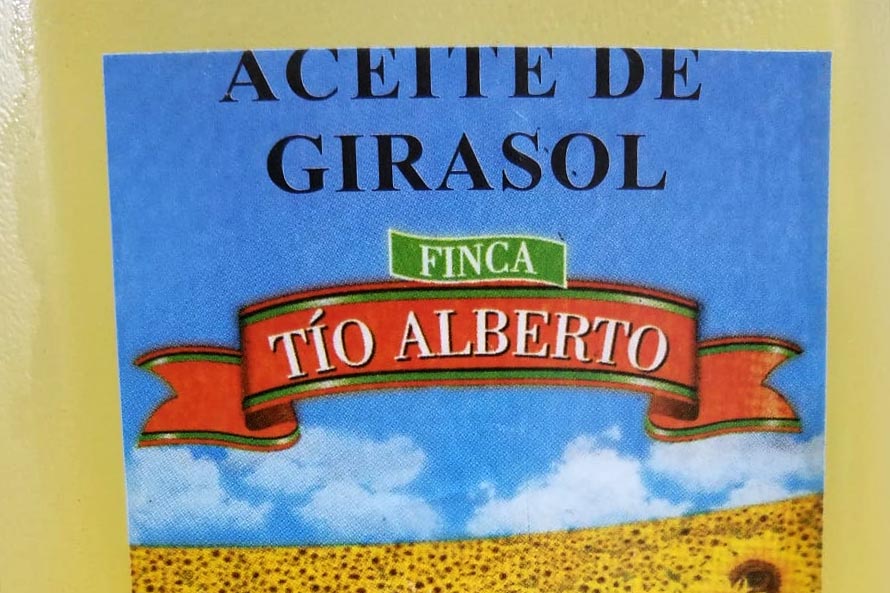 ACEITE DE
GIRASOL
FINCA
TÍO ALBERTO